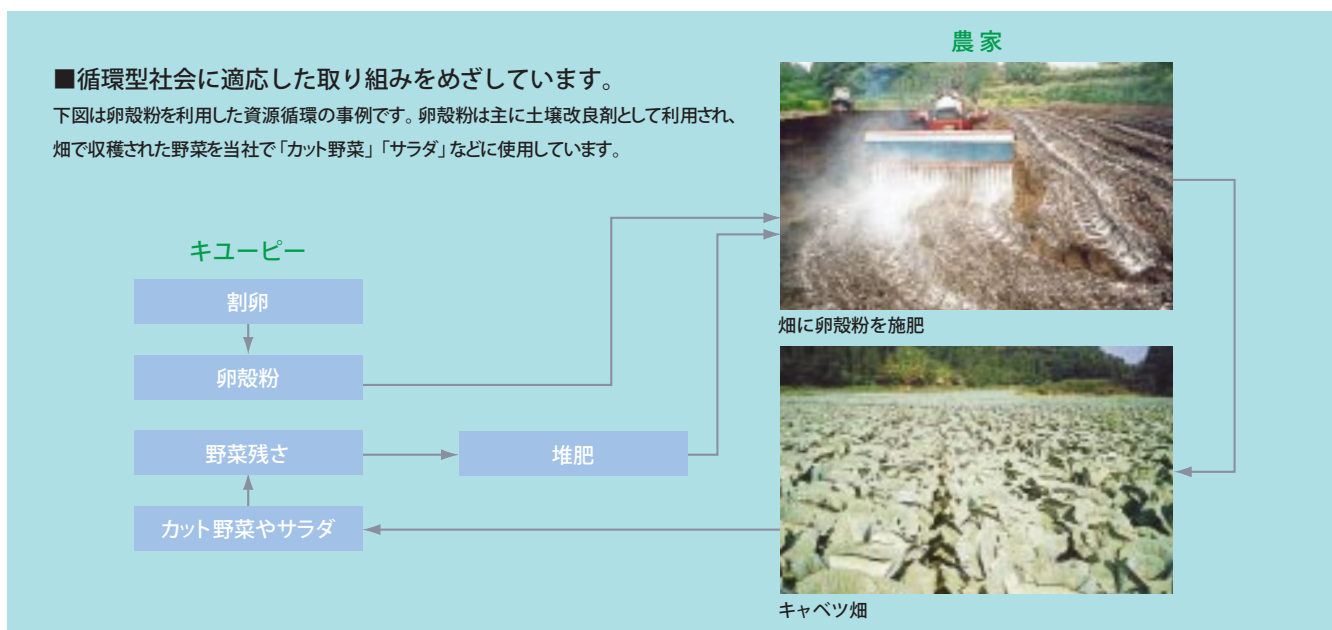 ■循環型社会に適応した取り組みをめざしています。
下図は卵殻粉を利用した資源循環の事例です。卵殻粉は主に土壌改良剤として利用され、
畑で収穫された野菜を当社で「カット野菜」「サラダ」などに使用しています。
農家
畑に卵殻粉を施肥
キユーピー
割卵
卵殻粉
野菜残さ
堆肥
カット野菜やサラダ
キャベツ畑